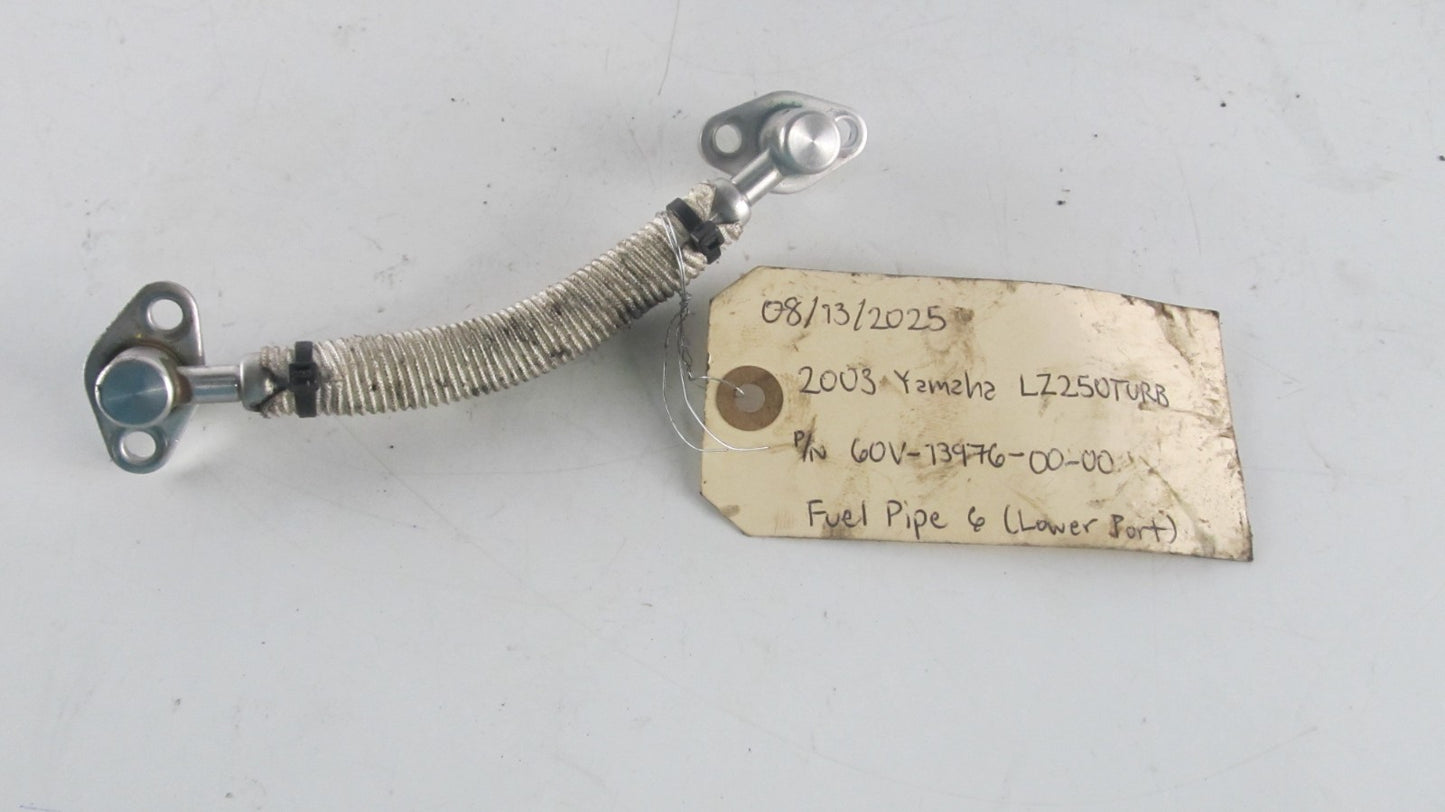 08/13/2025
2003 Yamaha LZ250TURB
P/N 60V-13976-00-00
Fuel Pipe 6 (Lower Port)